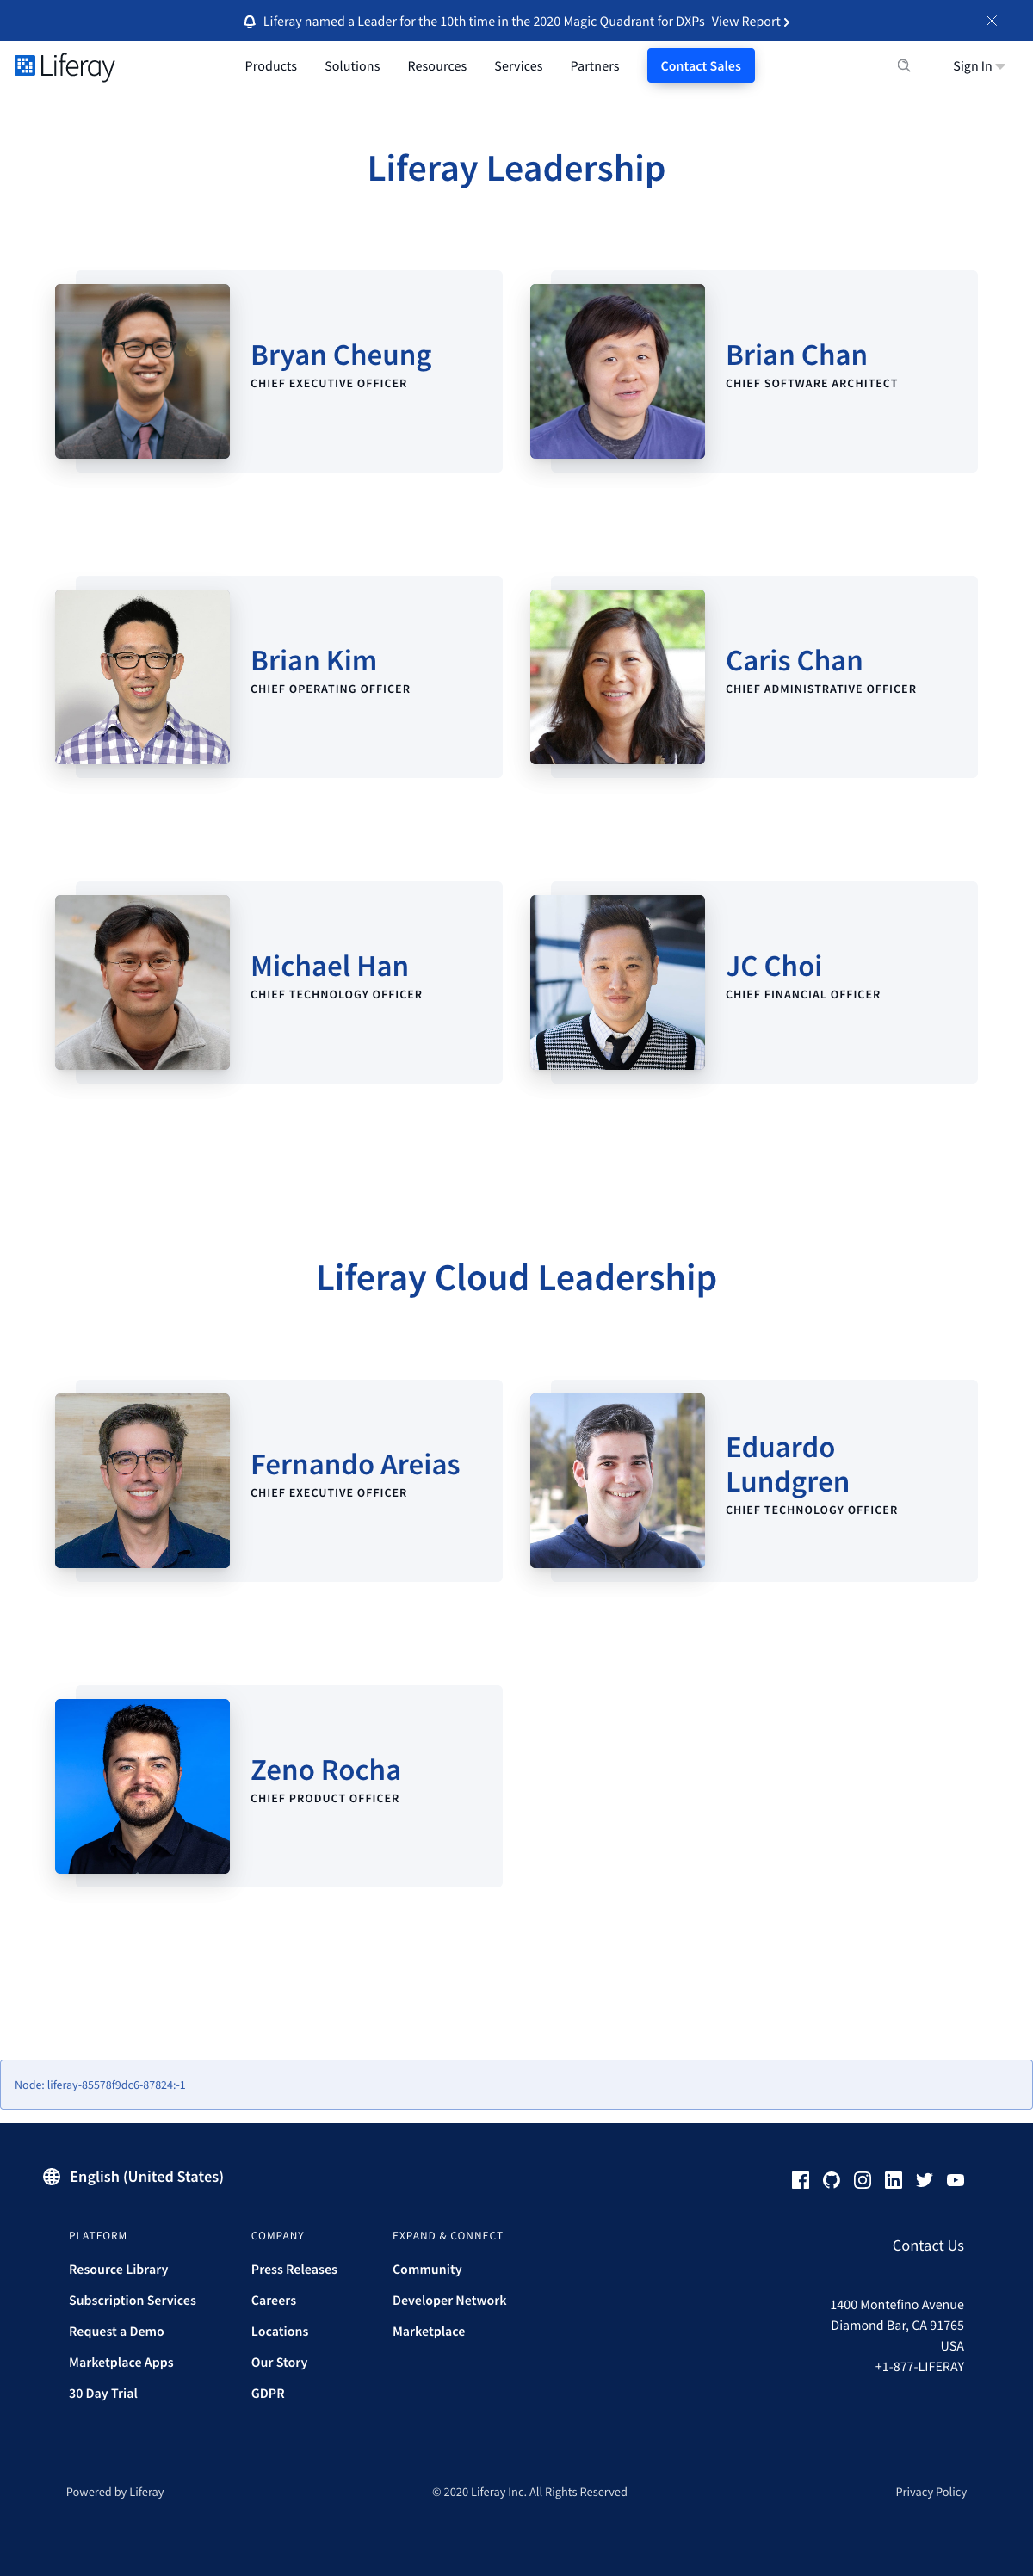 Liferay named a Leader for the 10th time in the 2020 Magic Quadrant for DXPs View Report
Liferay
Products Solutions Resources Services Partners Contact Sales Sign In
Liferay Leadership
Bryan Cheung
CHIEF EXECUTIVE OFFICER
Brian Chan
CHIEF SOFTWARE ARCHITECT
Brian Kim
CHIEF OPERATING OFFICER
Caris Chan
CHIEF ADMINISTRATIVE OFFICER
Michael Han
CHIEF TECHNOLOGY OFFICER
JC Choi
CHIEF FINANCIAL OFFICER
Liferay Cloud Leadership
Fernando Areias
CHIEF EXECUTIVE OFFICER
Eduardo
Lundgren
CHIEF TECHNOLOGY OFFICER
Zeno Rocha
CHIEF PRODUCT OFFICER
Node: liferay-85578f9dc6-87824:-1
English (United States)
PLATFORM
Resource Library
Subscription Services
Request a Demo
Marketplace Apps
30 Day Trial
COMPANY
Press Releases
Careers
Locations
Our Story
GDPR
EXPAND & CONNECT
Community
Developer Network
Marketplace
Contact Us
1400 Montefino Avenue
Diamond Bar, CA 91765
USA
+1-877-LIFERAY
Powered by Liferay
© 2020 Liferay Inc. All Rights Reserved
Privacy Policy